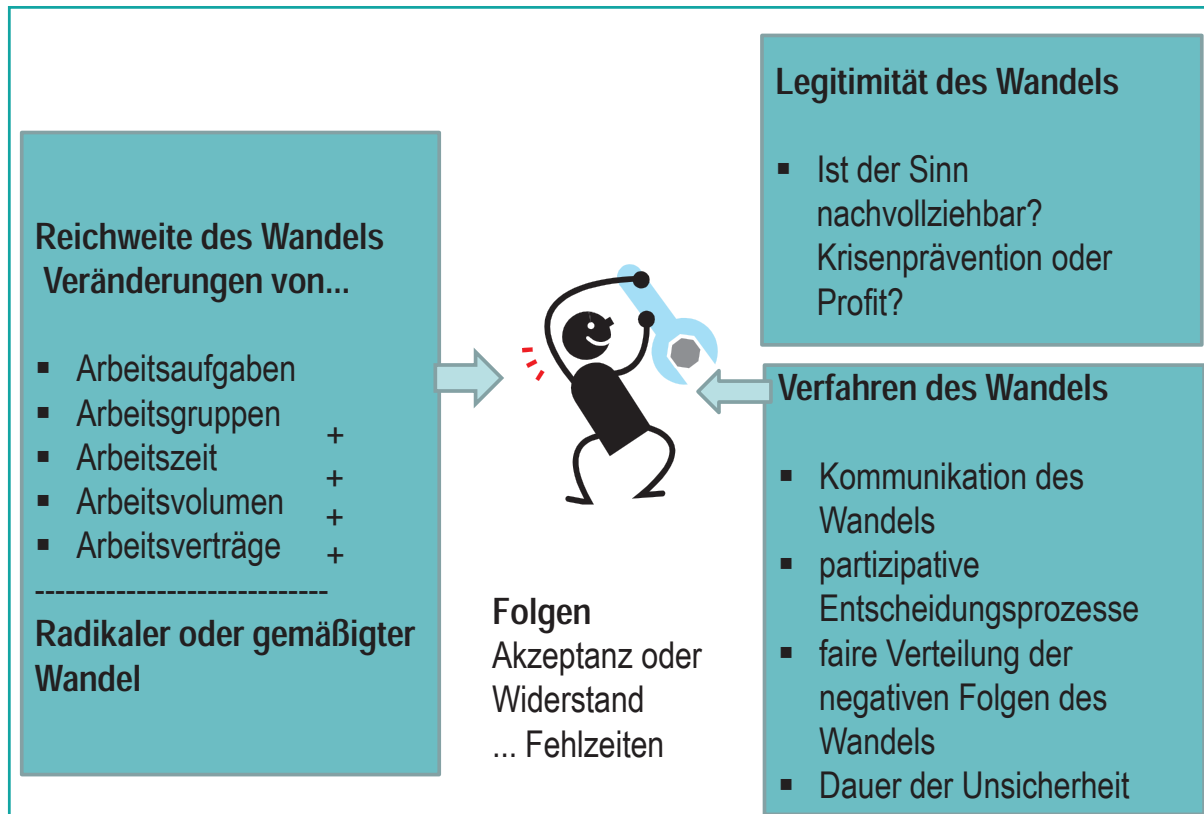 Reichweite des Wandels
Veränderungen von...
▪ Arbeitsaufgaben
▪ Arbeitsgruppen
+
▪ Arbeitszeit
+
▪ Arbeitsvolumen
+
▪ Arbeitsverträge
+
-----------------------------
Radikaler oder gemäßigter
Wandel
Folgen
Akzeptanz oder
Widerstand
... Fehlzeiten
Legitimität des Wandels
▪ Ist der Sinn
nachvollziehbar?
Krisenprävention oder
Profit?
Verfahren des Wandels
▪ Kommunikation des
Wandels
▪ partizipative
Entscheidungsprozesse
▪ faire Verteilung der
negativen Folgen des
Wandels
▪ Dauer der Unsicherheit